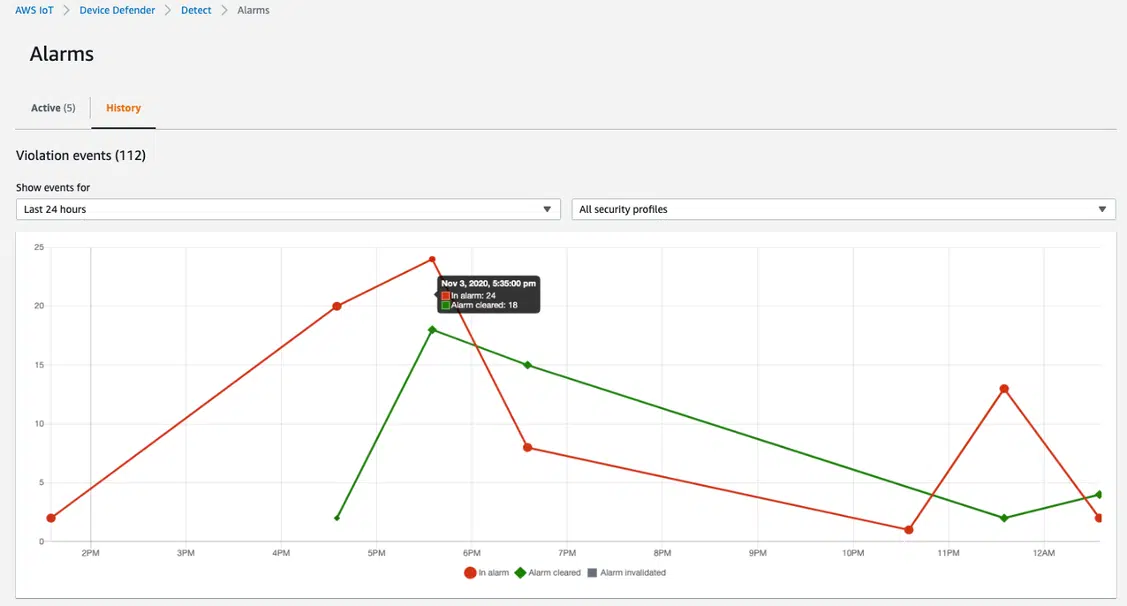 AWS IoT > Device Defender > Detect > Alarms
Alarms
Active (5) History
Violation events (112)
Show events for
Last 24 hours All security profiles
25
Nov 3, 2020, 5:35:00 pm
In alarm: 24
Alarm cleared: 18
20
15
10
5
0
2PM 3PM 4PM 5PM 6PM 7PM 8PM 9PM 10PM 11PM 12AM
In alarm Alarm cleared Alarm invalidated